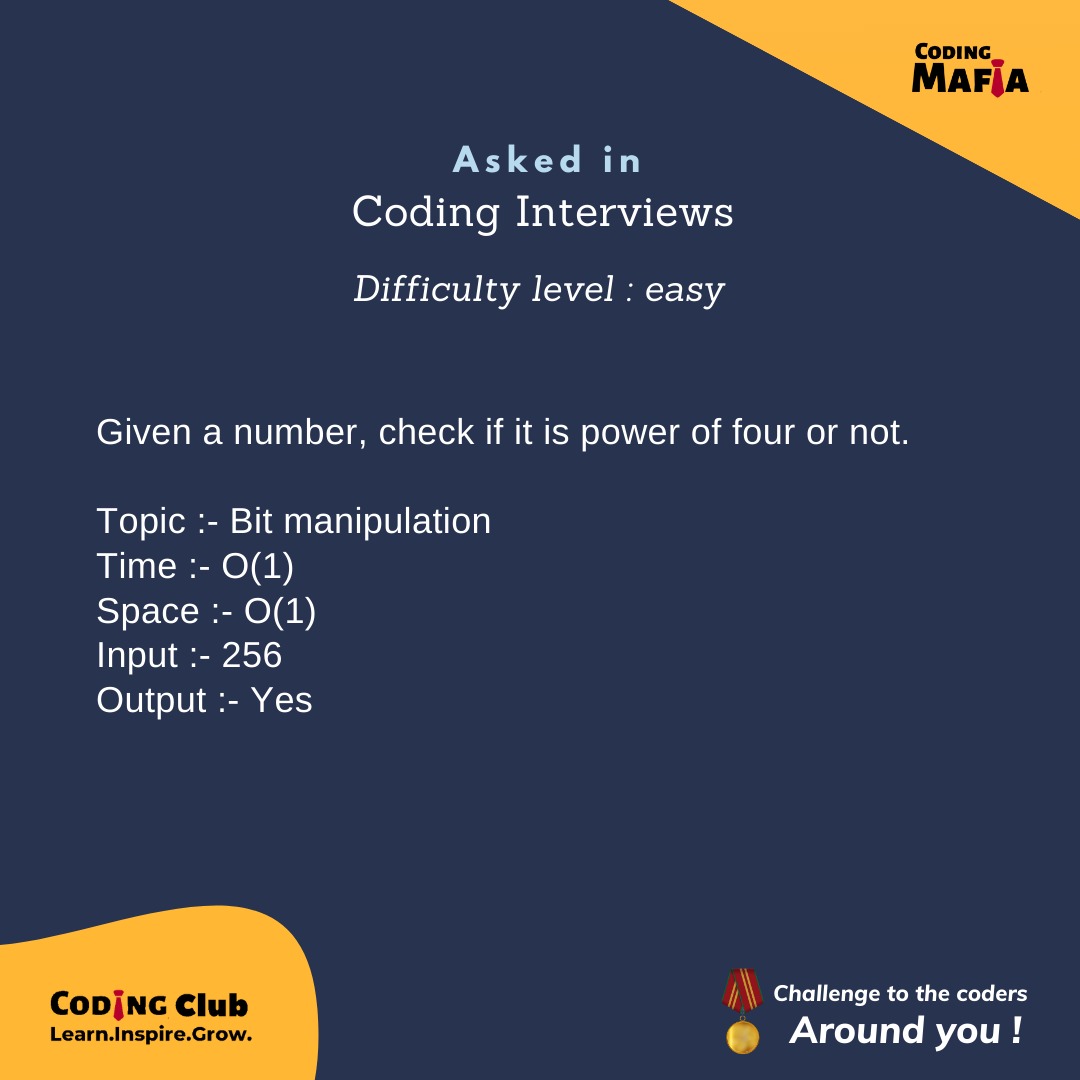 CODING
MAFIA
Asked in
Coding Interviews
Difficulty level : easy
Given a number, check if it is power of four or not.
Topic :- Bit manipulation
Time :- O(1)
Space :- O(1)
Input :- 256
Output :- Yes
CODING Club
Learn.Inspire.Grow.
Challenge to the coders
Around you !